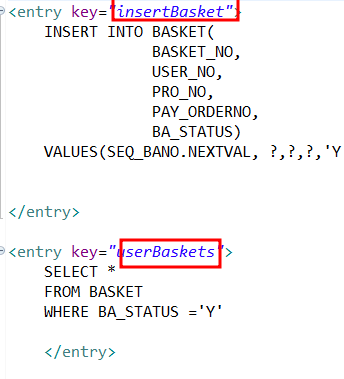 <entry key="insertBasket">
INSERT INTO BASKET(
BASKET_NO,
USER_NO,
PRO_NO,
PAY_ORDERNO,
BA_STATUS)
VALUES(SEQ_BANO.NEXTVAL, ?,?,?,'Y
</entry>
<entry key="userBaskets">
SELECT *
FROM BASKET
WHERE BA_STATUS ='Y'
</entry>